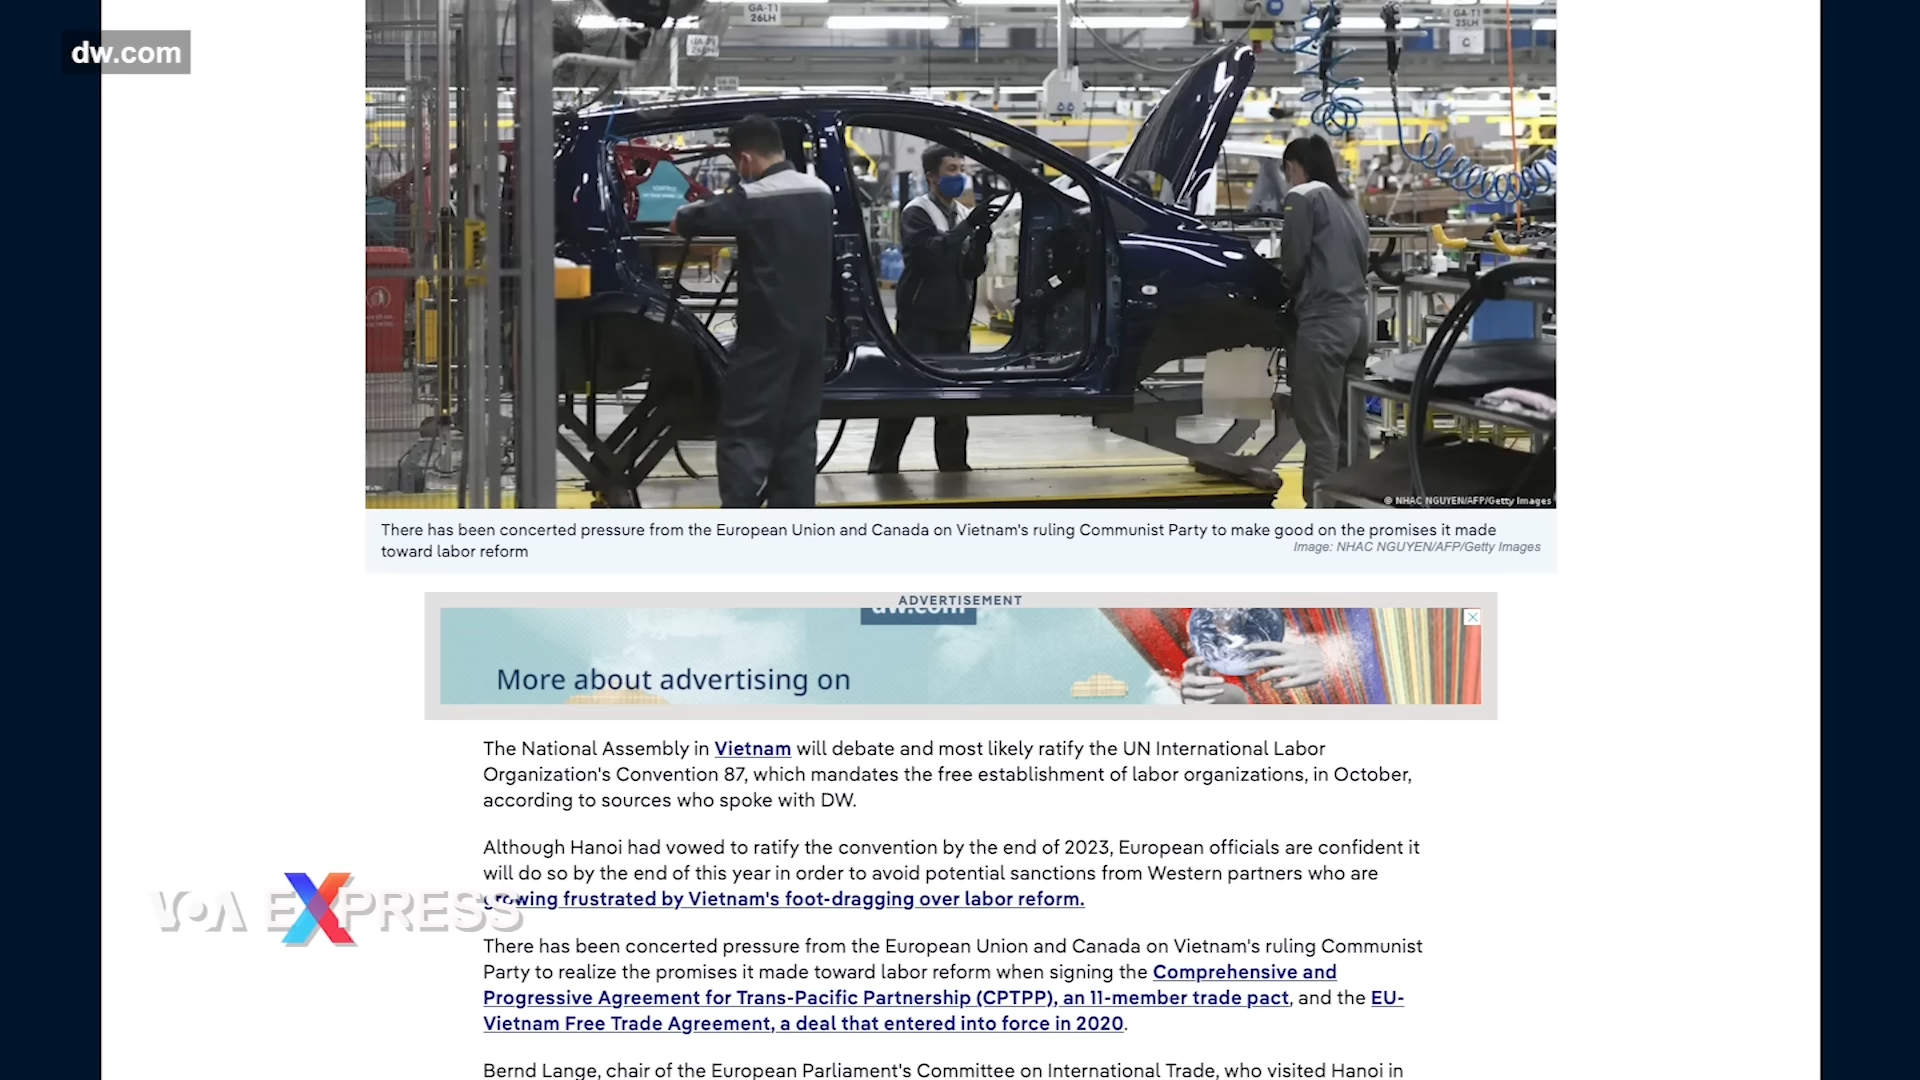 dw.com
GA-T1
26LH
GA-T1
25LH
C
© NHAC NGUYEN/AFP/Getty Images
There has been concerted pressure from the European Union and Canada on Vietnam's ruling Communist Party to make good on the promises it made
toward labor reform
Image: NHAC NGUYEN/AFP/Getty Images
ADVERTISEMENT
dw.com
More about advertising on
The National Assembly in Vietnam will debate and most likely ratify the UN International Labor
Organization's Convention 87, which mandates the free establishment of labor organizations, in October,
according to sources who spoke with DW.
Although Hanoi had vowed to ratify the convention by the end of 2023, European officials are confident it
will do so by the end of this year in order to avoid potential sanctions from Western partners who are
growing frustrated by Vietnam's foot-dragging over labor reform.
VOA EXPRESS
There has been concerted pressure from the European Union and Canada on Vietnam's ruling Communist
Party to realize the promises it made toward labor reform when signing the Comprehensive and
Progressive Agreement for Trans-Pacific Partnership (CPTPP), an 11-member trade pact, and the EU-
Vietnam Free Trade Agreement, a deal that entered into force in 2020.
Bernd Lange, chair of the European Parliament's Committee on International Trade, who visited Hanoi in